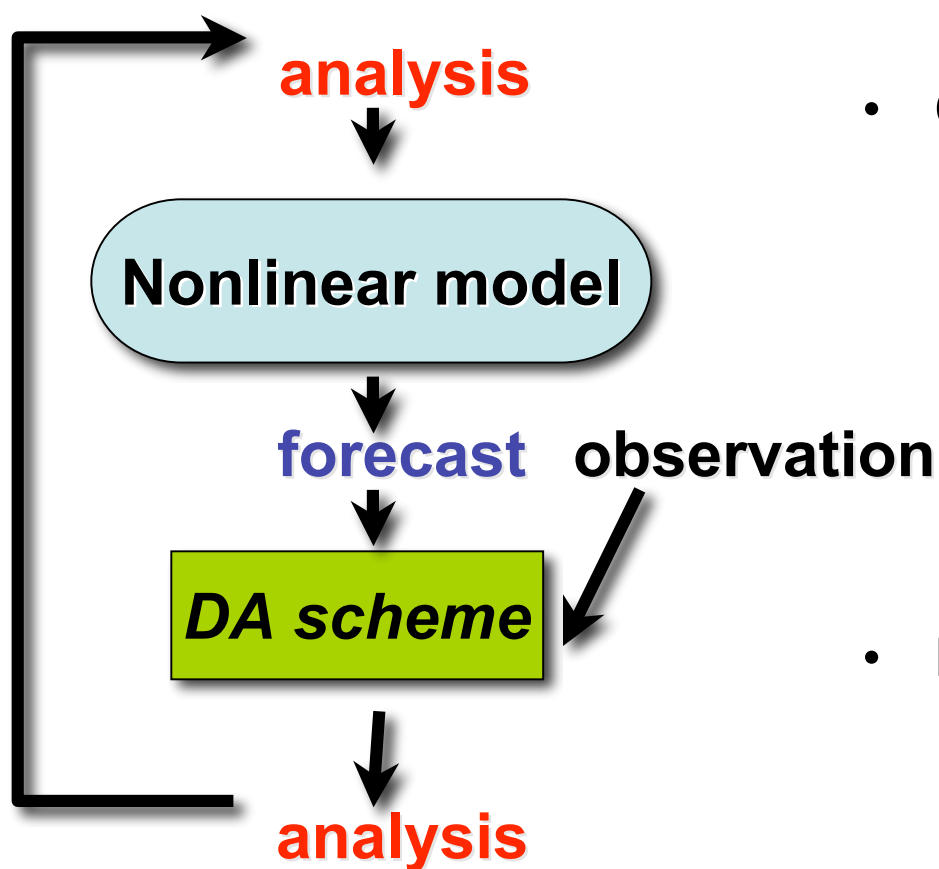 analysis
Nonlinear model
forecast observation
DA scheme
analysis